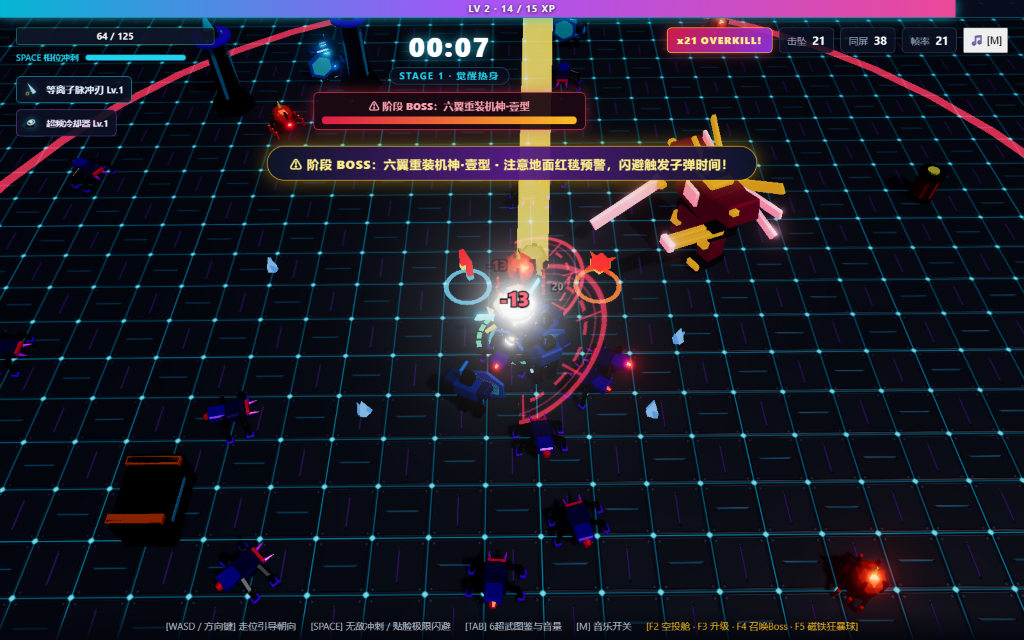 LV 2 · 14 / 15 XP
64 / 125
SPACE 相位冲刺
等离子脉冲刃 Lv.1
超频冷却器 Lv.1
00:07
STAGE 1 · 觉醒热身
x21 OVERKILL!
击坠 21
同屏 38
帧率 21
[M]
⚠ 阶段 BOSS：六翼重装机神-壹型
⚠ 阶段 BOSS：六翼重装机神-壹型 · 注意地面红毯预警，闪避触发子弹时间！
-13
20
[WASD / 方向键] 走位引导朝向 [SPACE] 无敌冲刺 / 贴脸极限闪避 [TAB] 6超武图鉴与音量 [M] 音乐开关 [F2 空投舱 · F3 升级 · F4 召唤Boss · F5 磁铁狂暴球]